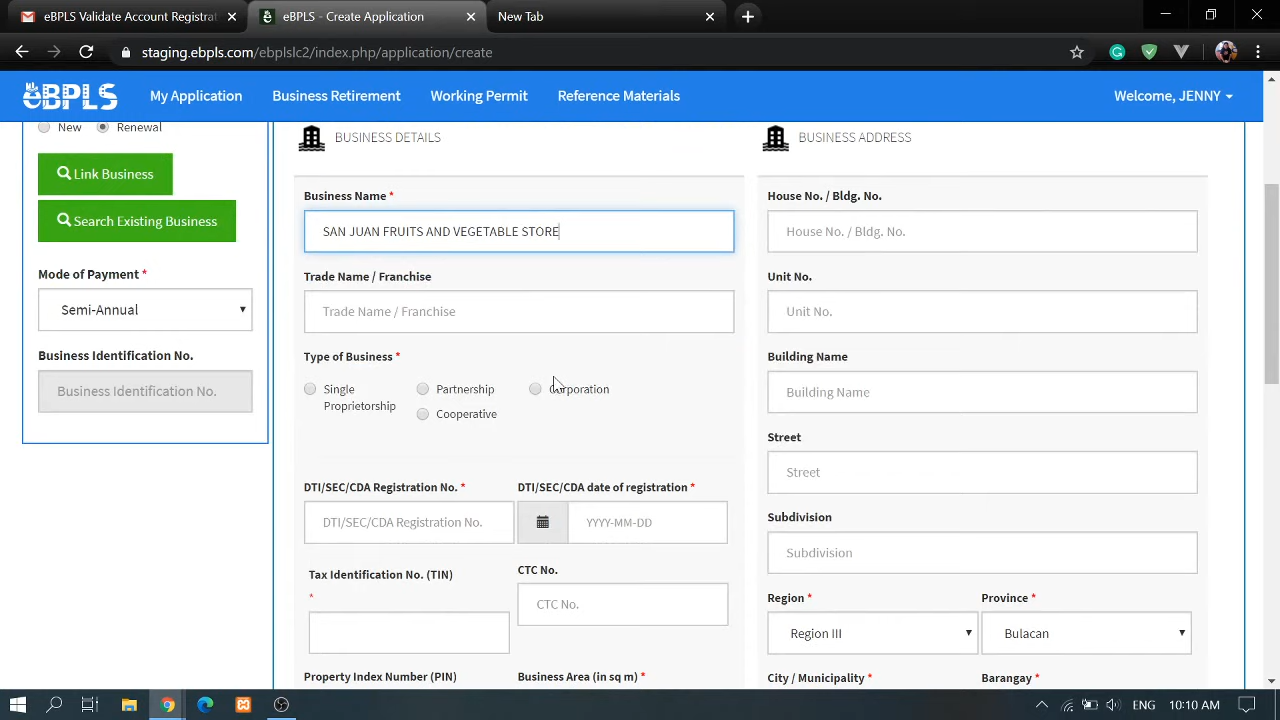 eBPLS Validate Account Registrat
eBPLS - Create Application
New Tab
staging.ebpls.com/ebplslc2/index.php/application/create
eBPLS
My Application
Business Retirement
Working Permit
Reference Materials
Welcome, JENNY
New
Renewal
Link Business
Search Existing Business
Mode of Payment *
Semi-Annual
Business Identification No.
Business Identification No.
BUSINESS DETAILS
Business Name *
SAN JUAN FRUITS AND VEGETABLE STORE
Trade Name / Franchise
Trade Name / Franchise
Type of Business *
Single
Proprietorship
Partnership
Cooperative
Corporation
DTI/SEC/CDA Registration No. *
DTI/SEC/CDA Registration No.
DTI/SEC/CDA date of registration *
YYYY-MM-DD
Tax Identification No. (TIN)
*
CTC No.
CTC No.
Property Index Number (PIN)
Business Area (in sq m) *
BUSINESS ADDRESS
House No. / Bldg. No.
House No. / Bldg. No.
Unit No.
Unit No.
Building Name
Building Name
Street
Street
Subdivision
Subdivision
Region *
Region III
Province *
Bulacan
City / Municipality *
Barangay *
10:10 AM